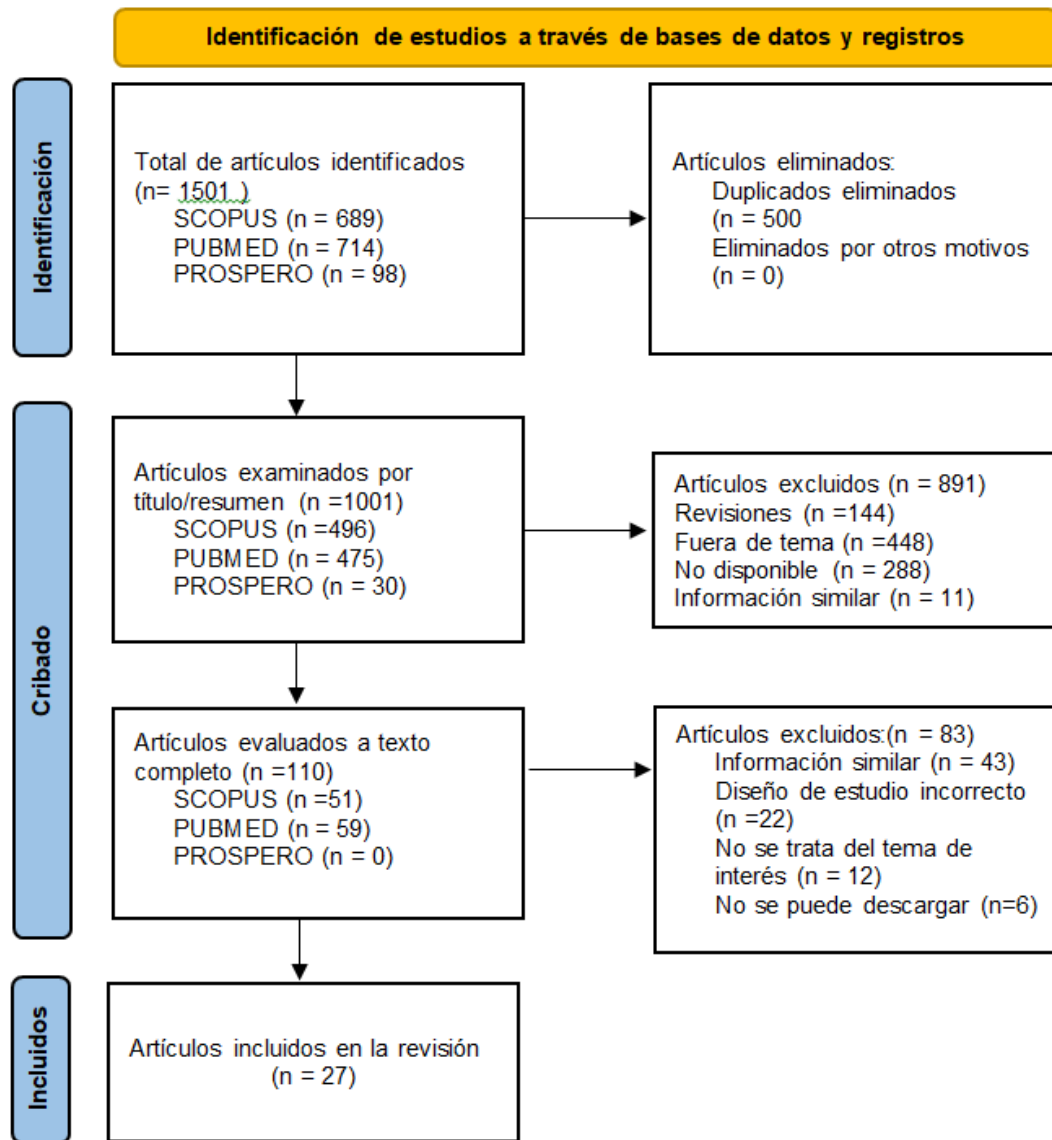 Identificación de estudios a través de bases de datos y registros
Identificación
Total de artículos identificados
(n= 1501 )
SCOPUS (n = 689)
PUBMED (n = 714)
PROSPERO (n = 98)
Artículos eliminados:
Duplicados eliminados
(n = 500
Eliminados por otros motivos
(n = 0)
Cribado
Artículos examinados por
título/resumen (n =1001)
SCOPUS (n =496)
PUBMED (n = 475)
PROSPERO (n = 30)
Artículos excluidos (n = 891)
Revisiones (n =144)
Fuera de tema (n =448)
No disponible (n = 288)
Información similar (n = 11)
Artículos evaluados a texto
completo (n =110)
SCOPUS (n =51)
PUBMED (n = 59)
PROSPERO (n = 0)
Artículos excluidos:(n = 83)
Información similar (n = 43)
Diseño de estudio incorrecto
(n =22)
No se trata del tema de
interés (n = 12)
No se puede descargar (n=6)
Incluidos
Artículos incluidos en la revisión
(n = 27)